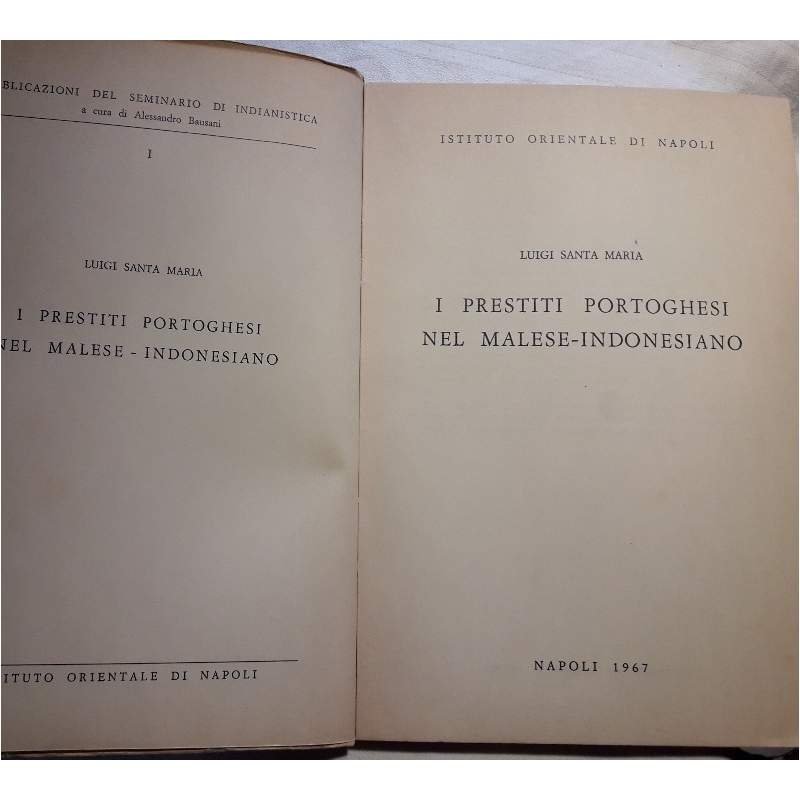 BLICAZIONI DEL SEMINARIO DI INDIANISTICA
a cura di Alessandro Bausani
I
LUIGI SANTA MARIA
I PRESTITI PORTOGHESI
NEL MALESE - INDONESIANO
ITUTO ORIENTALE DI NAPOLI
ISTITUTO ORIENTALE DI NAPOLI
LUIGI SANTA MARIA
I PRESTITI PORTOGHESI
NEL MALESE-INDONESIANO
NAPOLI 1967